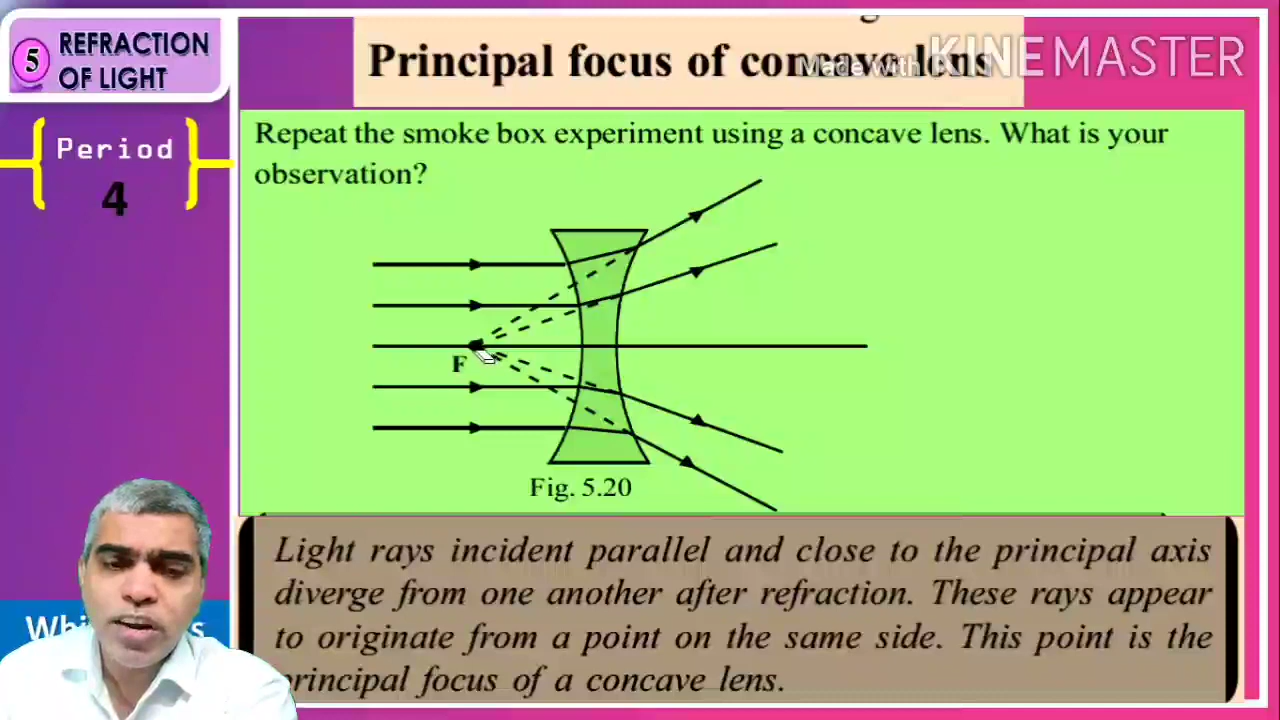 5
REFRACTION
OF LIGHT
Period
4
Principal focus of concave lens
Made with KINEMASTER
Repeat the smoke box experiment using a concave lens. What is your
observation?
F
Fig. 5.20
Light rays incident parallel and close to the principal axis
diverge from one another after refraction. These rays appear
to originate from a point on the same side. This point is the
principal focus of a concave lens.